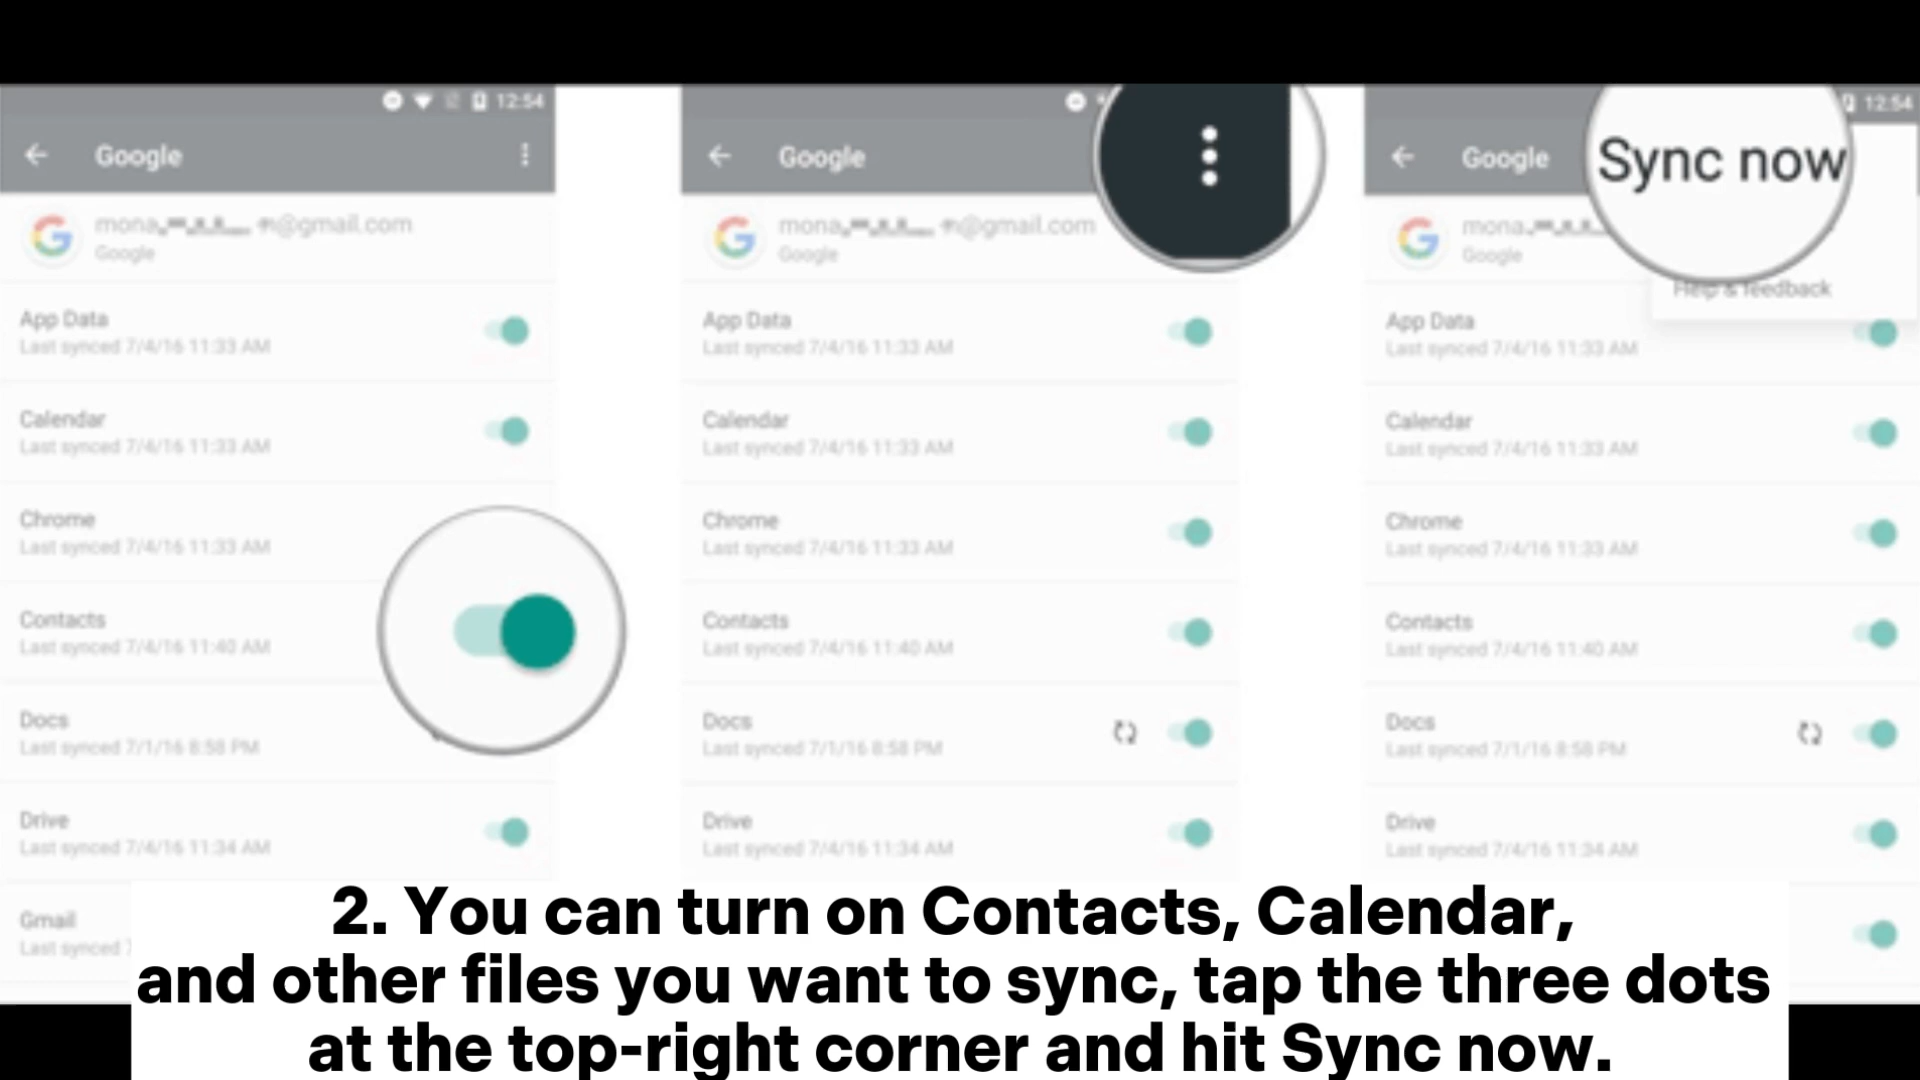 12:54
Google
@gmail.com
Google
App Data
Last synced 7/4/16 11:33 AM
Calendar
Last synced 7/4/16 11:33 AM
Chrome
Last synced 7/4/16 11:33 AM
Contacts
Last synced 7/4/16 11:40 AM
Docs
Last synced 7/1/16 8:58 PM
Drive
Last synced 7/4/16 11:34 AM
Gmail
Last synced
Google
@gmail.com
Google
App Data
Last synced 7/4/16 11:33 AM
Calendar
Last synced 7/4/16 11:33 AM
Chrome
Last synced 7/4/16 11:33 AM
Contacts
Last synced 7/4/16 11:40 AM
Docs
Last synced 7/1/16 8:58 PM
Drive
Last synced 7/4/16 11:34 AM
12:54
Google
Sync now
Google
Help & feedback
App Data
Last synced 7/4/16 11:33 AM
Calendar
Last synced 7/4/16 11:33 AM
Chrome
Last synced 7/4/16 11:33 AM
Contacts
Last synced 7/4/16 11:40 AM
Docs
Last synced 7/1/16 8:58 PM
Drive
Last synced 7/4/16 11:34 AM
2. You can turn on Contacts, Calendar,
and other files you want to sync, tap the three dots
at the top-right corner and hit Sync now.